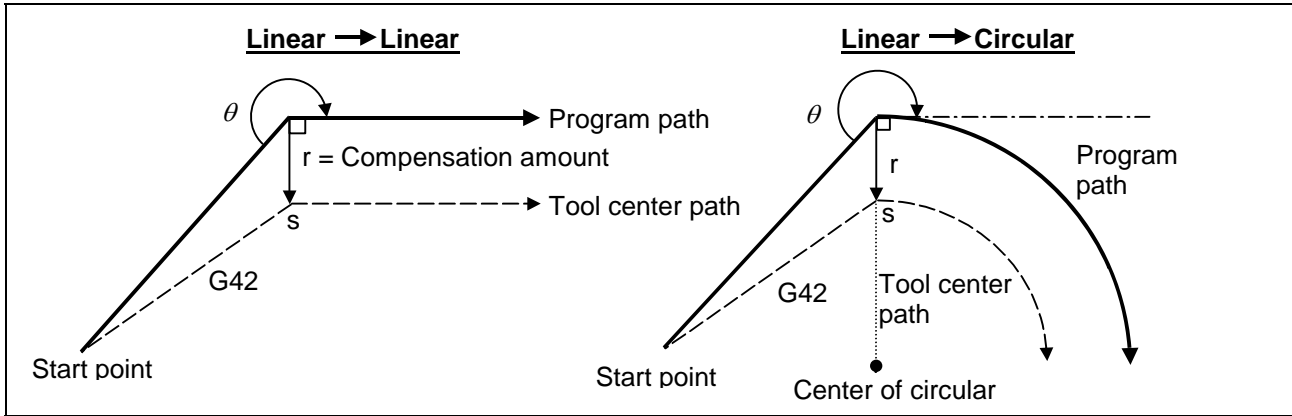 Linear → Linear
θ
Program path
r = Compensation amount
s
Tool center path
G42
Start point
Linear → Circular
θ
Program
path
r
s
G42
Tool center
path
Start point
Center of circular